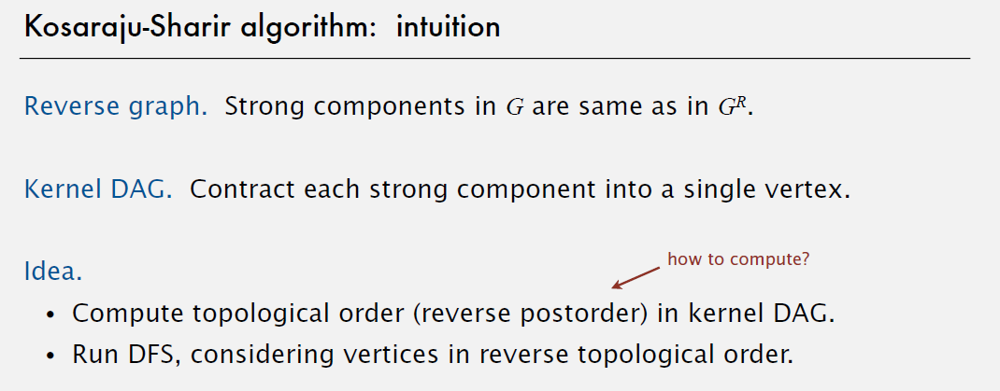 Kosaraju-Sharir algorithm: intuition
Reverse graph. Strong components in G are same as in Gᴿ.
Kernel DAG. Contract each strong component into a single vertex.
how to compute?
Idea.
• Compute topological order (reverse postorder) in kernel DAG.
• Run DFS, considering vertices in reverse topological order.